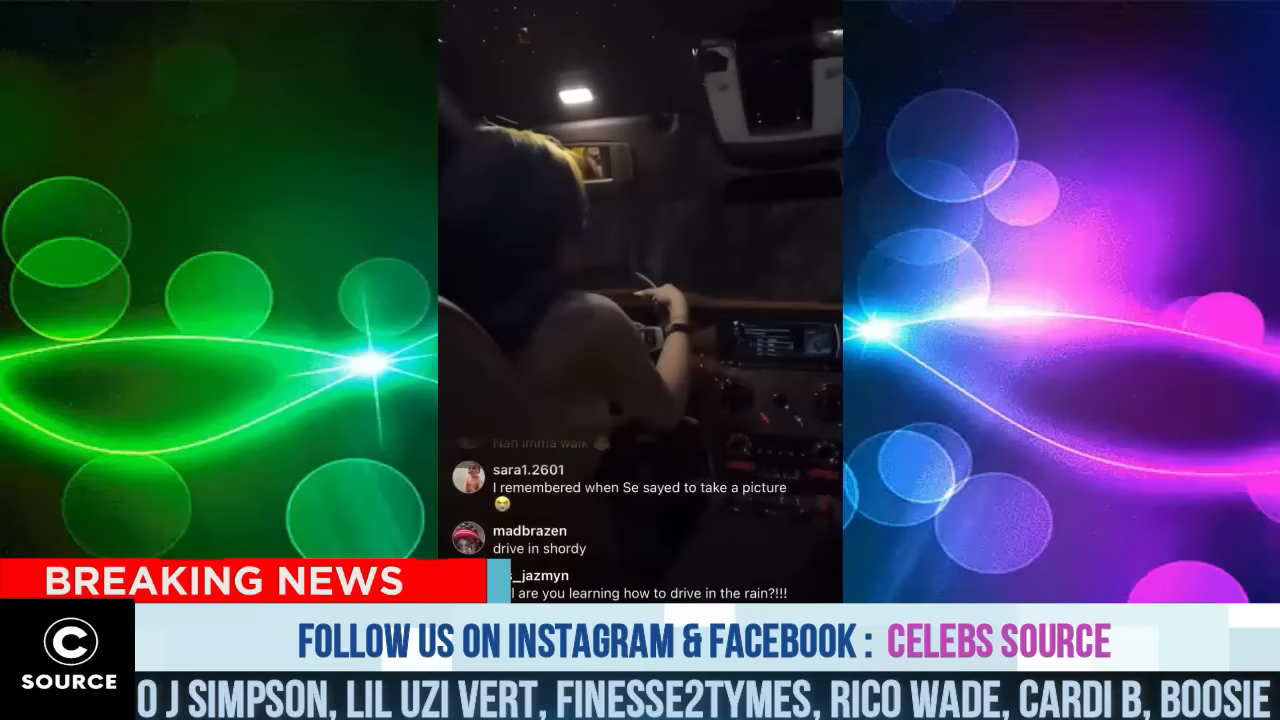 Nah imma walk
sara1.2601
I remembered when Se sayed to take a picture
😭
madbrazen
drive in shordy
s_jazmyn
I are you learning how to drive in the rain?!!!
BREAKING NEWS
C
SOURCE
FOLLOW US ON INSTAGRAM & FACEBOOK : CELEBS SOURCE
O J SIMPSON, LIL UZI VERT, FINESSE2TYMES, RICO WADE, CARDI B, BOOSIE